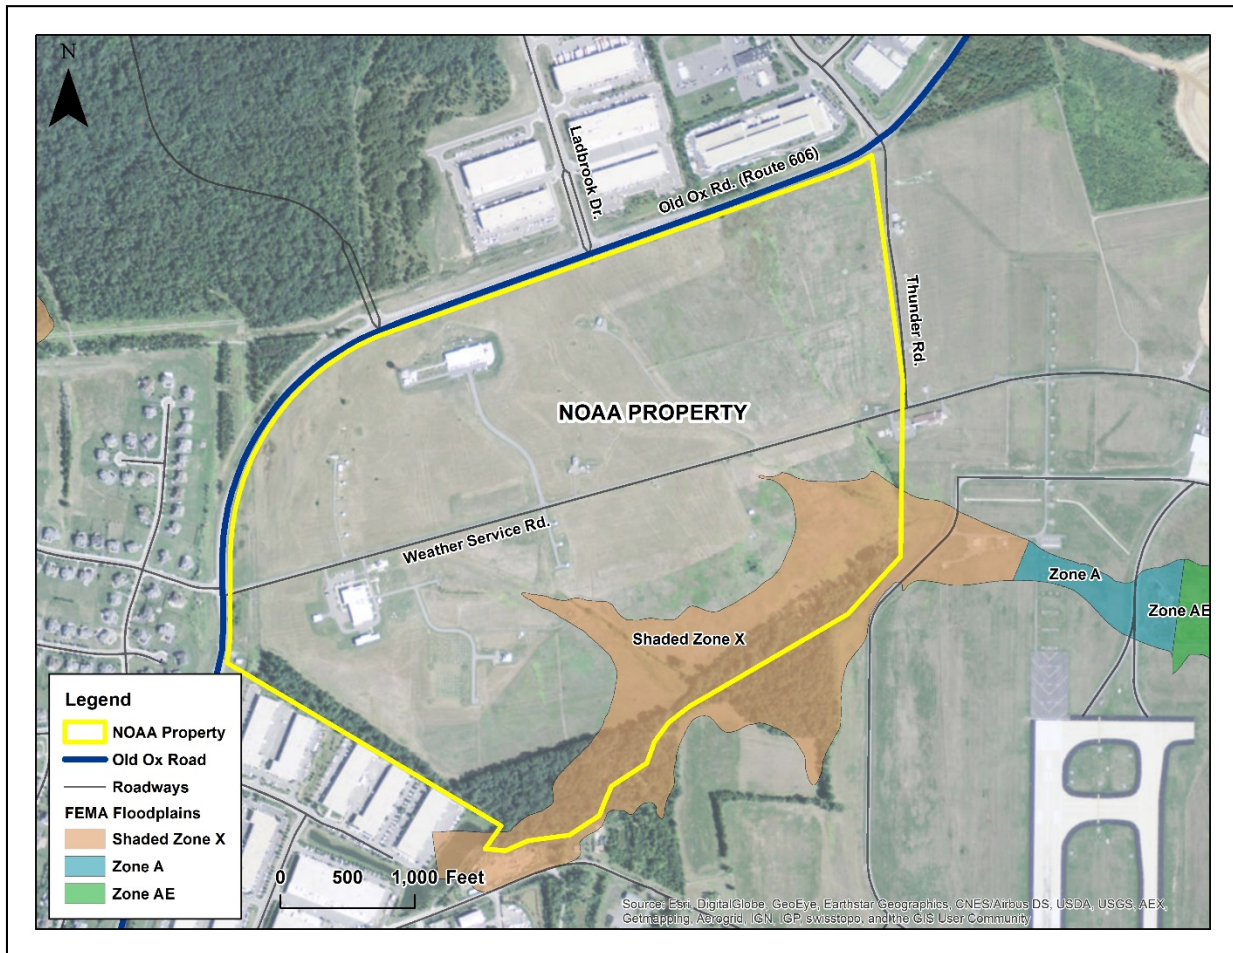 N
Ladbrook Dr.
Old Ox Rd. (Route 606)
Thunder Rd.
NOAA PROPERTY
Weather Service Rd.
Zone A
Zone AE
Shaded Zone X
Legend
NOAA Property
Old Ox Road
Roadways
FEMA Floodplains
Shaded Zone X
Zone A
Zone AE
0 500 1,000 Feet
Source: Esri, DigitalGlobe, GeoEye, Earthstar Geographics, CNES/Airbus DS, USDA, USGS, AEX,
Getmapping, Aerogrid, IGN, IGP, swisstopo, and the GIS User Community